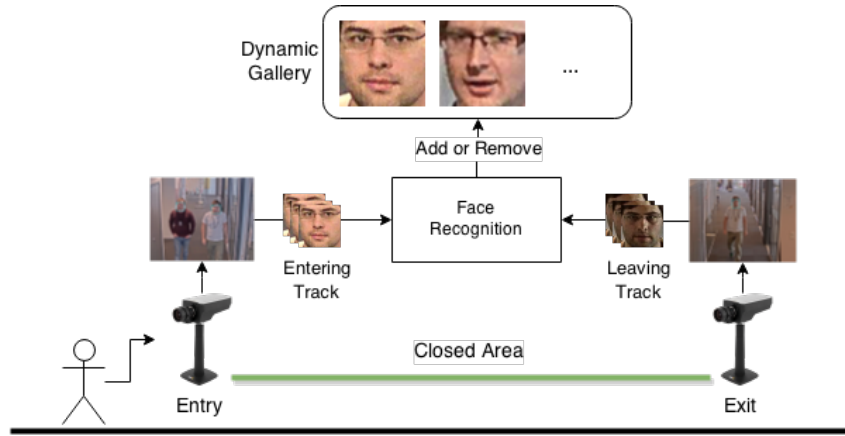 Dynamic
Gallery
...
Add or Remove
Face
Recognition
Entering
Track
Leaving
Track
Closed Area
Entry
Exit